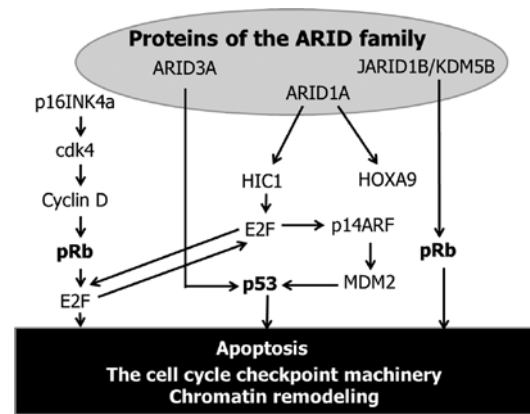 Proteins of the ARID family
ARID3A
JARID1B/KDM5B
ARID1A
p16INK4a
cdk4
HIC1
HOXA9
Cyclin D
E2F
p14ARF
pRb
pRb
p53
MDM2
E2F
Apoptosis
The cell cycle checkpoint machinery
Chromatin remodeling